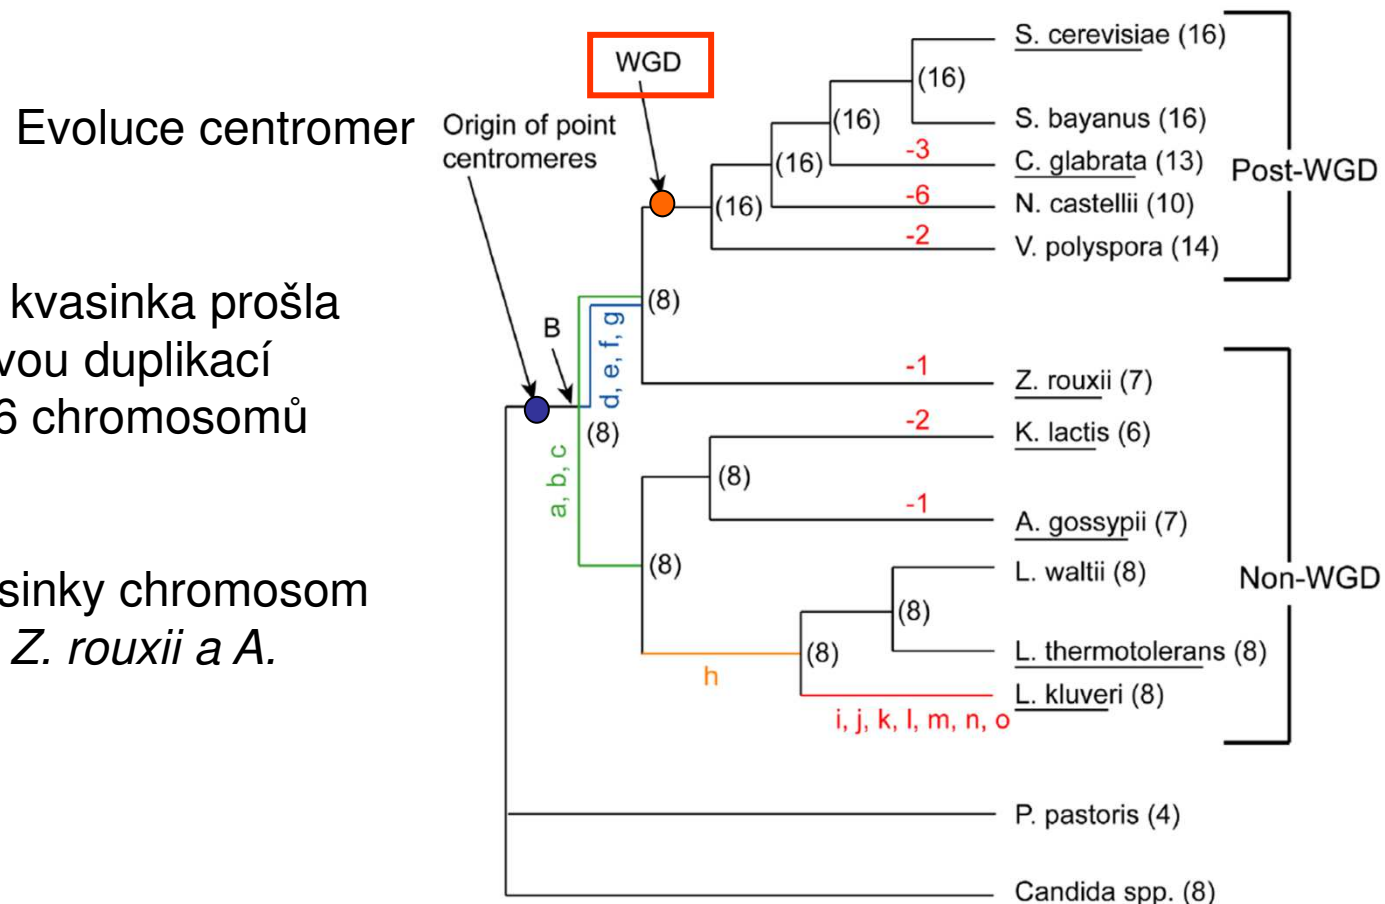 Evoluce centromer
kvasinka prošla
vou duplikací
6 chromosomů
sinky chromosom
Z. rouxii a A.
WGD
Origin of point
centromeres
B
a, b, c
d, e, f, g
h
i, j, k, l, m, n, o
(8)
(8)
(16)
(16)
(16)
(16)
(8)
(8)
(8)
(8)
-3
-6
-2
-1
-2
-1
S. cerevisiae (16)
S. bayanus (16)
C. glabrata (13)
N. castellii (10)
V. polyspora (14)
Post-WGD
Z. rouxii (7)
K. lactis (6)
A. gossypii (7)
L. waltii (8)
L. thermotolerans (8)
L. kluveri (8)
Non-WGD
P. pastoris (4)
Candida spp. (8)